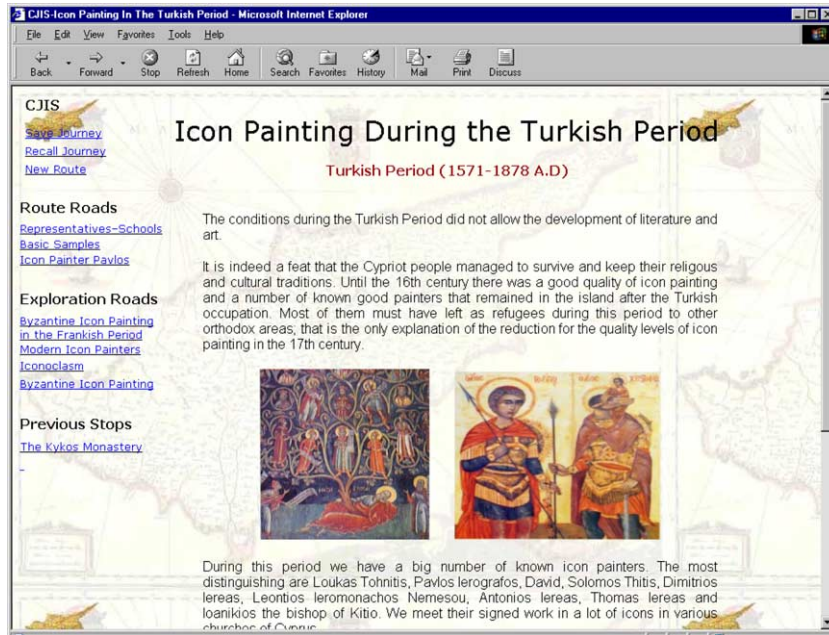 CJIS-Icon Painting In The Turkish Period - Microsoft Internet Explorer
File Edit View Favorites Tools Help
Back Forward Stop Refresh Home Search Favorites History Mail Print Discuss
CJIS
Save Journey
Recall Journey
New Route
Route Roads
Representatives-Schools
Basic Samples
Icon Painter Pavlos
Exploration Roads
Byzantine Icon Painting
in the Frankish Period
Modern Icon Painters
Iconoclasm
Byzantine Icon Painting
Previous Stops
The Kykos Monastery
Icon Painting During the Turkish Period
Turkish Period (1571-1878 A.D)
The conditions during the Turkish Period did not allow the development of literature and
art.
It is indeed a feat that the Cypriot people managed to survive and keep their religous
and cultural traditions. Until the 16th century there was a good quality of icon painting
and a number of known good painters that remained in the island after the Turkish
occupation. Most of them must have left as refugees during this period to other
orthodox areas; that is the only explanation of the reduction for the quality levels of icon
painting in the 17th century.
During this period we have a big number of known icon painters. The most
distinguishing are Loukas Tohnitis, Pavlos Ierografos, David, Solomos Thitis, Dimitrios
Iereas, Leontios Ieromonachos Nemesou, Antonios Iereas, Thomas Iereas and
Ioanikios the bishop of Kitio. We meet their signed work in a lot of icons in various
churches of Cyprus